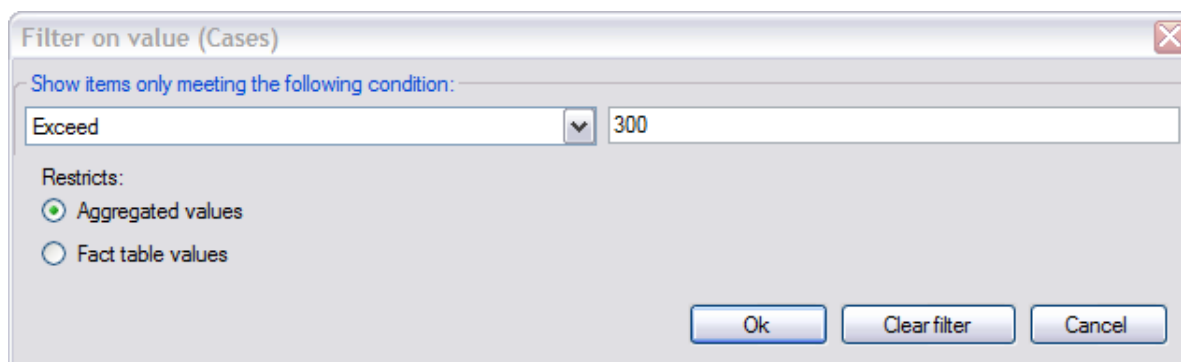 Filter on value (Cases)
Show items only meeting the following condition:
Exceed 300
Restricts:
Aggregated values
Fact table values
Ok Clear filter Cancel